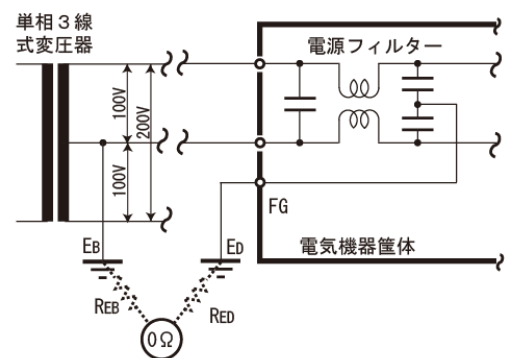 単相３線
式変圧器
電源フィルター
100V
200V
100V
FG
EB
ED
電気機器筐体
REB
RED
0Ω